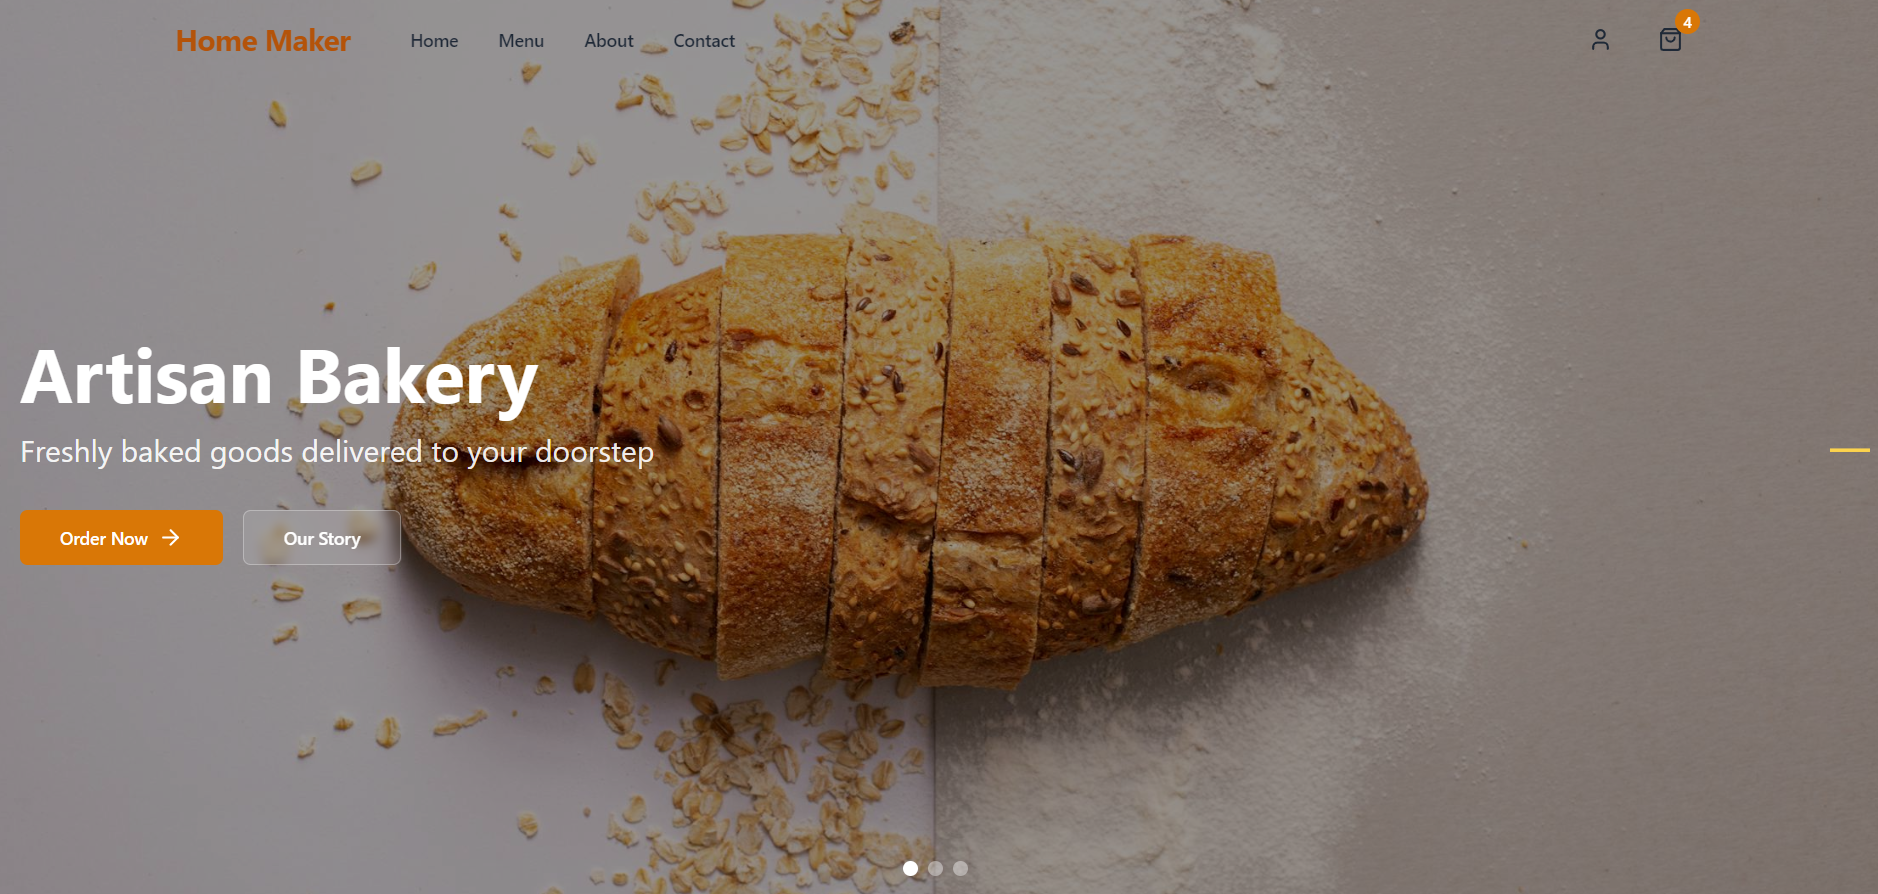 Home Maker Home Menu About Contact 4
Artisan Bakery
Freshly baked goods delivered to your doorstep
Order Now Our Story